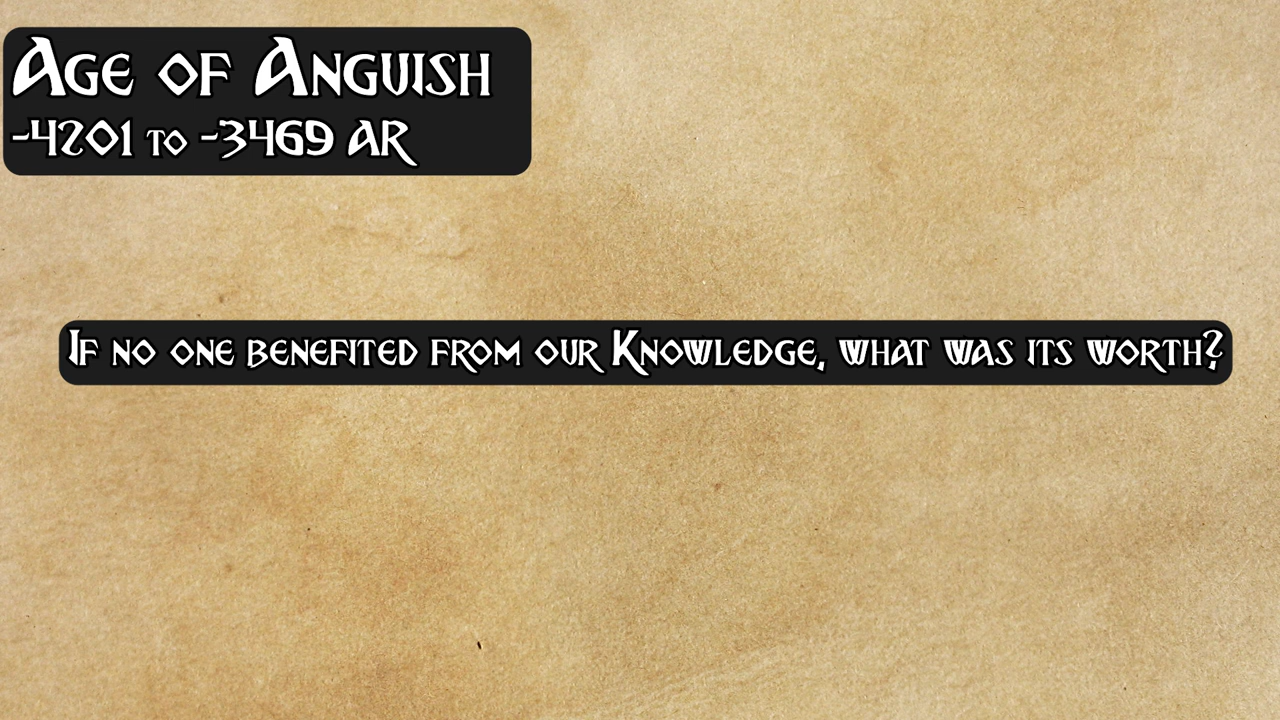 Age of Anguish
-4201 to -3469 AR
If no one benefited from our Knowledge, what was its worth?